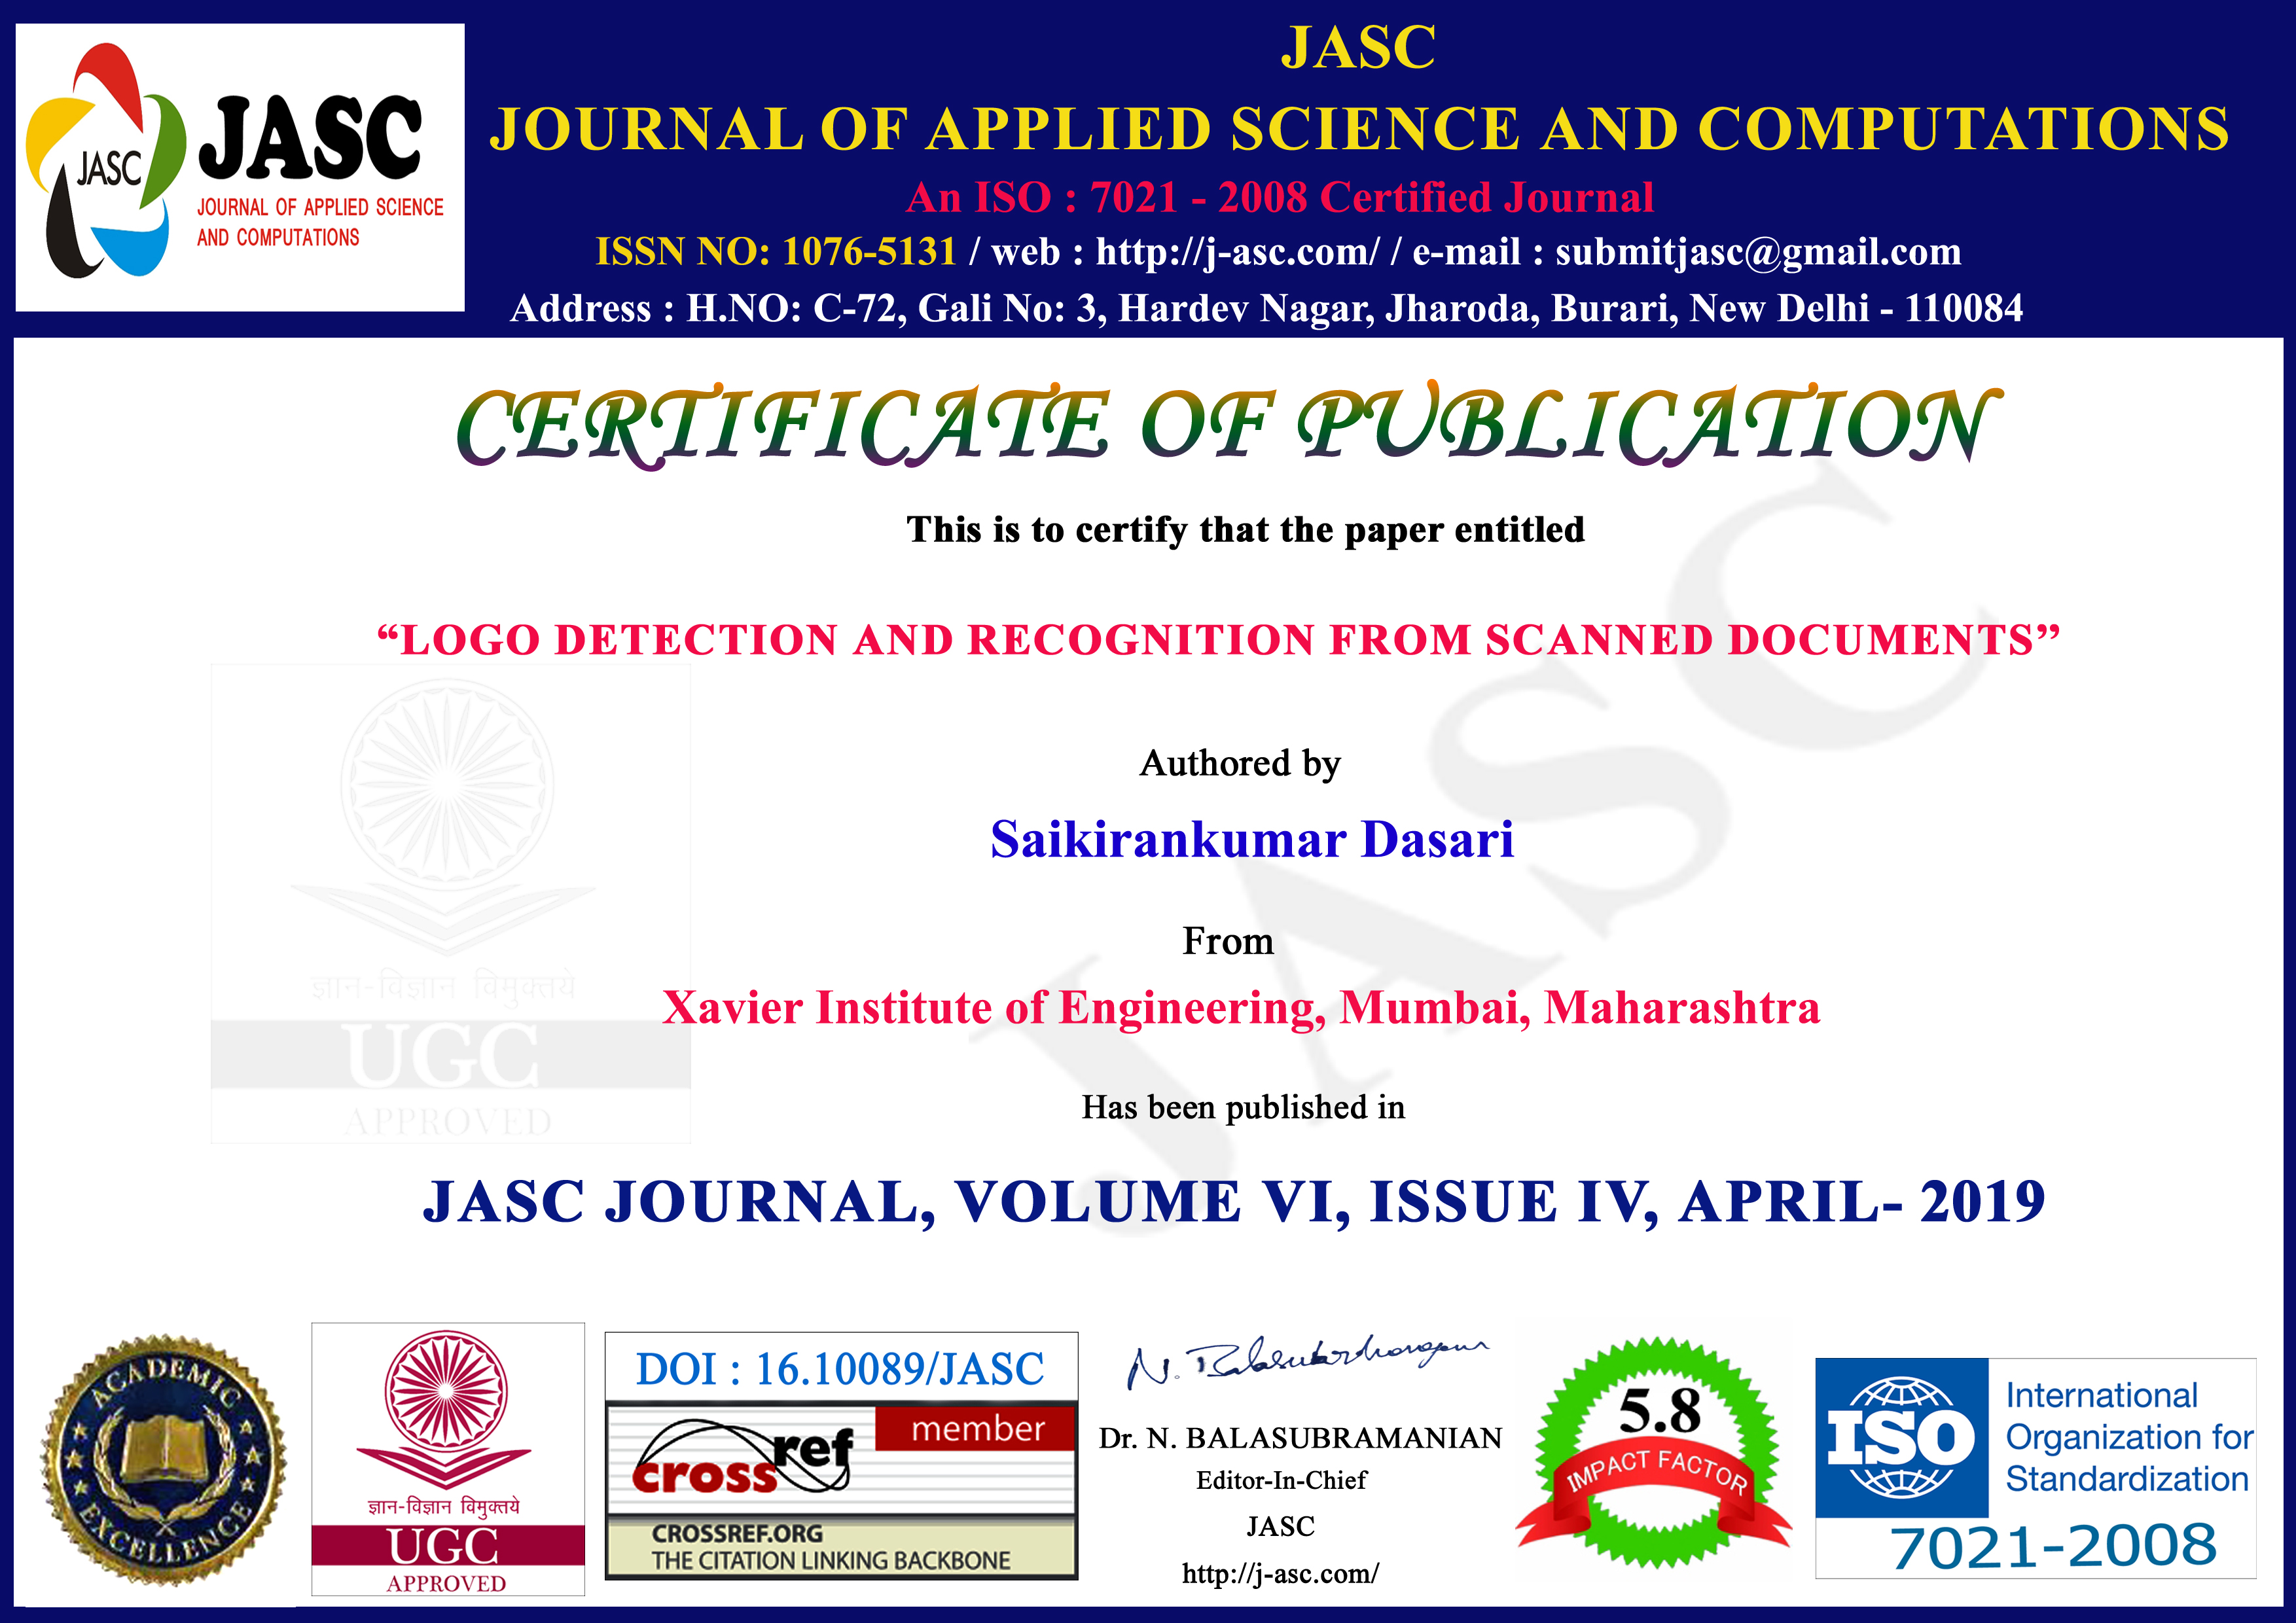 JASC
JASC
JOURNAL OF APPLIED SCIENCE
AND COMPUTATIONS
JASC
JOURNAL OF APPLIED SCIENCE AND COMPUTATIONS
An ISO : 7021 - 2008 Certified Journal
ISSN NO: 1076-5131 / web : http://j-asc.com/ / e-mail : submitjasc@gmail.com
Address : H.NO: C-72, Gali No: 3, Hardev Nagar, Jharoda, Burari, New Delhi - 110084
CERTIFICATE OF PUBLICATION
This is to certify that the paper entitled
“LOGO DETECTION AND RECOGNITION FROM SCANNED DOCUMENTS”
Authored by
Saikirankumar Dasari
From
Xavier Institute of Engineering, Mumbai, Maharashtra
Has been published in
JASC JOURNAL, VOLUME VI, ISSUE IV, APRIL- 2019
JASC
ज्ञान-विज्ञान विमुक्तये
UGC
APPROVED
ACADEMIC
EXCELLENCE
ज्ञान-विज्ञान विमुक्तये
UGC
APPROVED
DOI : 16.10089/JASC
member
crossref
CROSSREF.ORG
THE CITATION LINKING BACKBONE
N. Balasubramanian
Dr. N. BALASUBRAMANIAN
Editor-In-Chief
JASC
http://j-asc.com/
5.8
IMPACT FACTOR
ISO
International
Organization for
Standardization
7021-2008